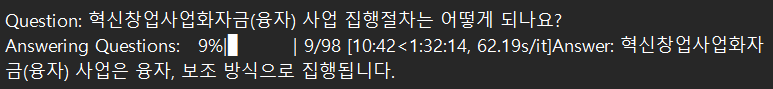 Question: 혁신창업사업화자금(융자) 사업 집행절차는 어떻게 되나요?
Answering Questions:   9%|█         | 9/98 [10:42<1:32:14, 62.19s/it]Answer: 혁신창업사업화자
금(융자) 사업은 융자, 보조 방식으로 집행됩니다.